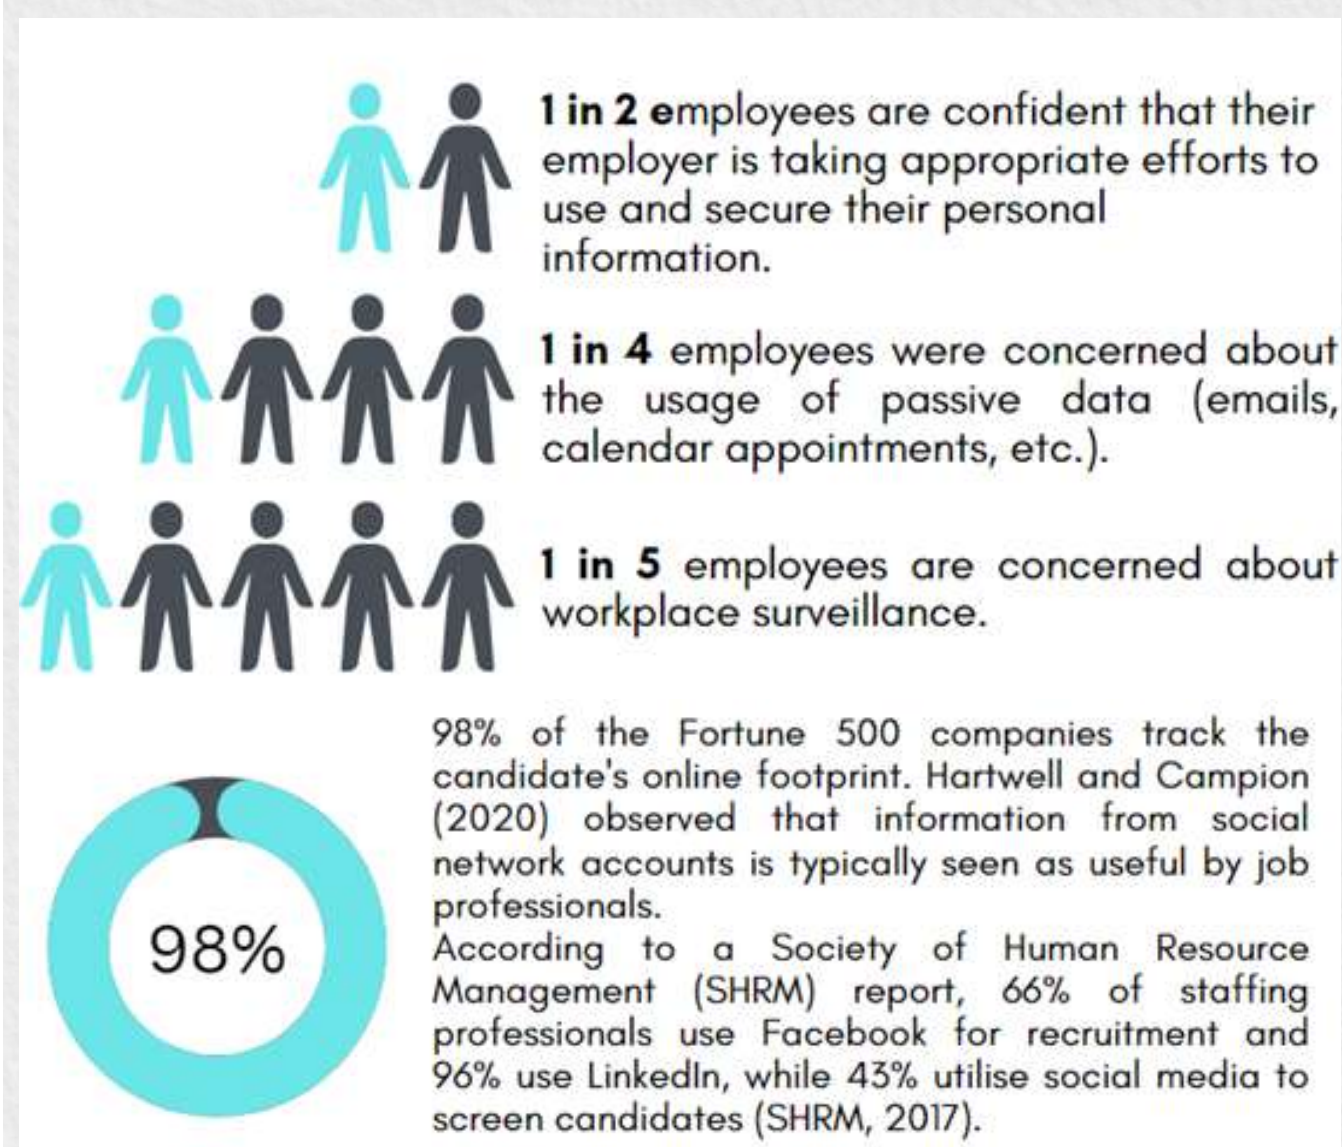 1 in 2 employees are confident that their
employer is taking appropriate efforts to
use and secure their personal
information.
1 in 4 employees were concerned about
the usage of passive data (emails,
calendar appointments, etc.).
1 in 5 employees are concerned about
workplace surveillance.
98%
98% of the Fortune 500 companies track the
candidate's online footprint. Hartwell and Campion
(2020) observed that information from social
network accounts is typically seen as useful by job
professionals.
According to a Society of Human Resource
Management (SHRM) report, 66% of staffing
professionals use Facebook for recruitment and
96% use LinkedIn, while 43% utilise social media to
screen candidates (SHRM, 2017).